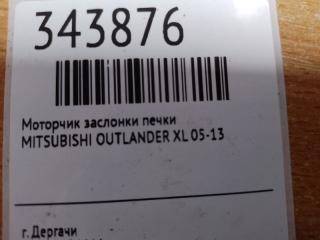 343876
Моторчик заслонки печки
MITSUBISHI OUTLANDER XL 05-13
г. Дергачи